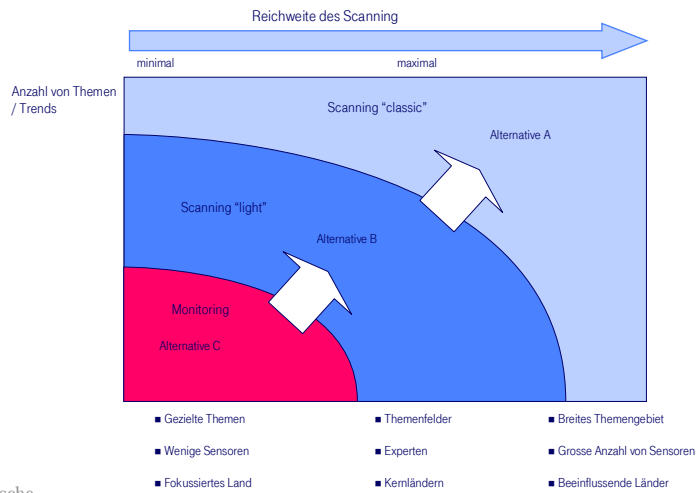 Reichweite des Scanning
minimal
maximal
Anzahl von Themen
/ Trends
Scanning “classic”
Alternative A
Scanning “light”
Alternative B
Monitoring
Alternative C
■ Gezielte Themen
■ Themenfelder
■ Breites Themengebiet
■ Wenige Sensoren
■ Experten
■ Grosse Anzahl von Sensoren
■ Fokussiertes Land
■ Kernländern
■ Beeinflussende Länder